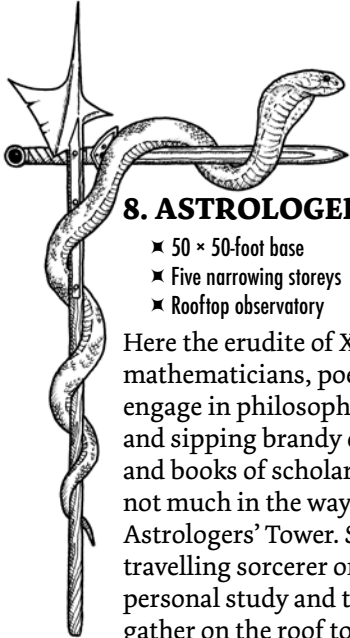 8. ASTROLOGE
50 × 50-foot base
Five narrowing storeys
Rooftop observatory
Here the erudite of X
mathematicians, poe
engage in philosoph
and sipping brandy
and books of scholar
not much in the way
Astrologers’ Tower. S
travelling sorcerer or
personal study and t
gather on the roof to